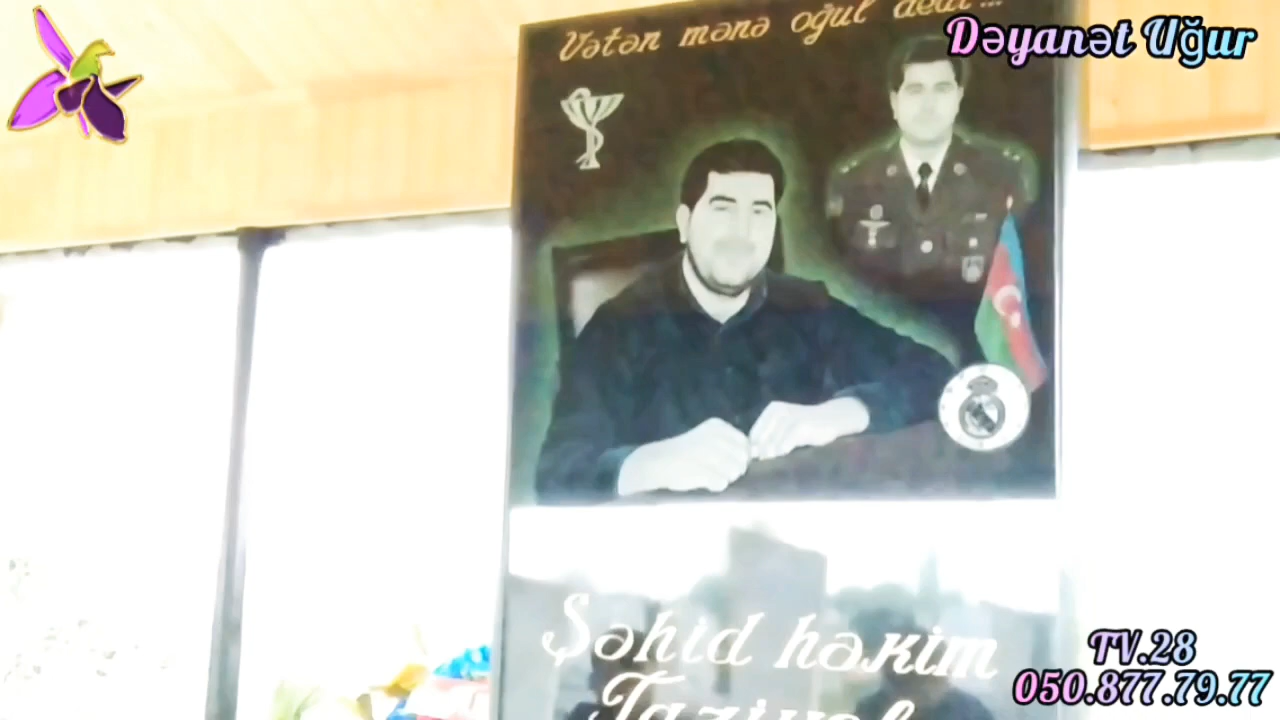 Vətən mənə oğul dedi...
Dəyanət Uğur
Şəhid həkim
TV.28
050.877.79.77